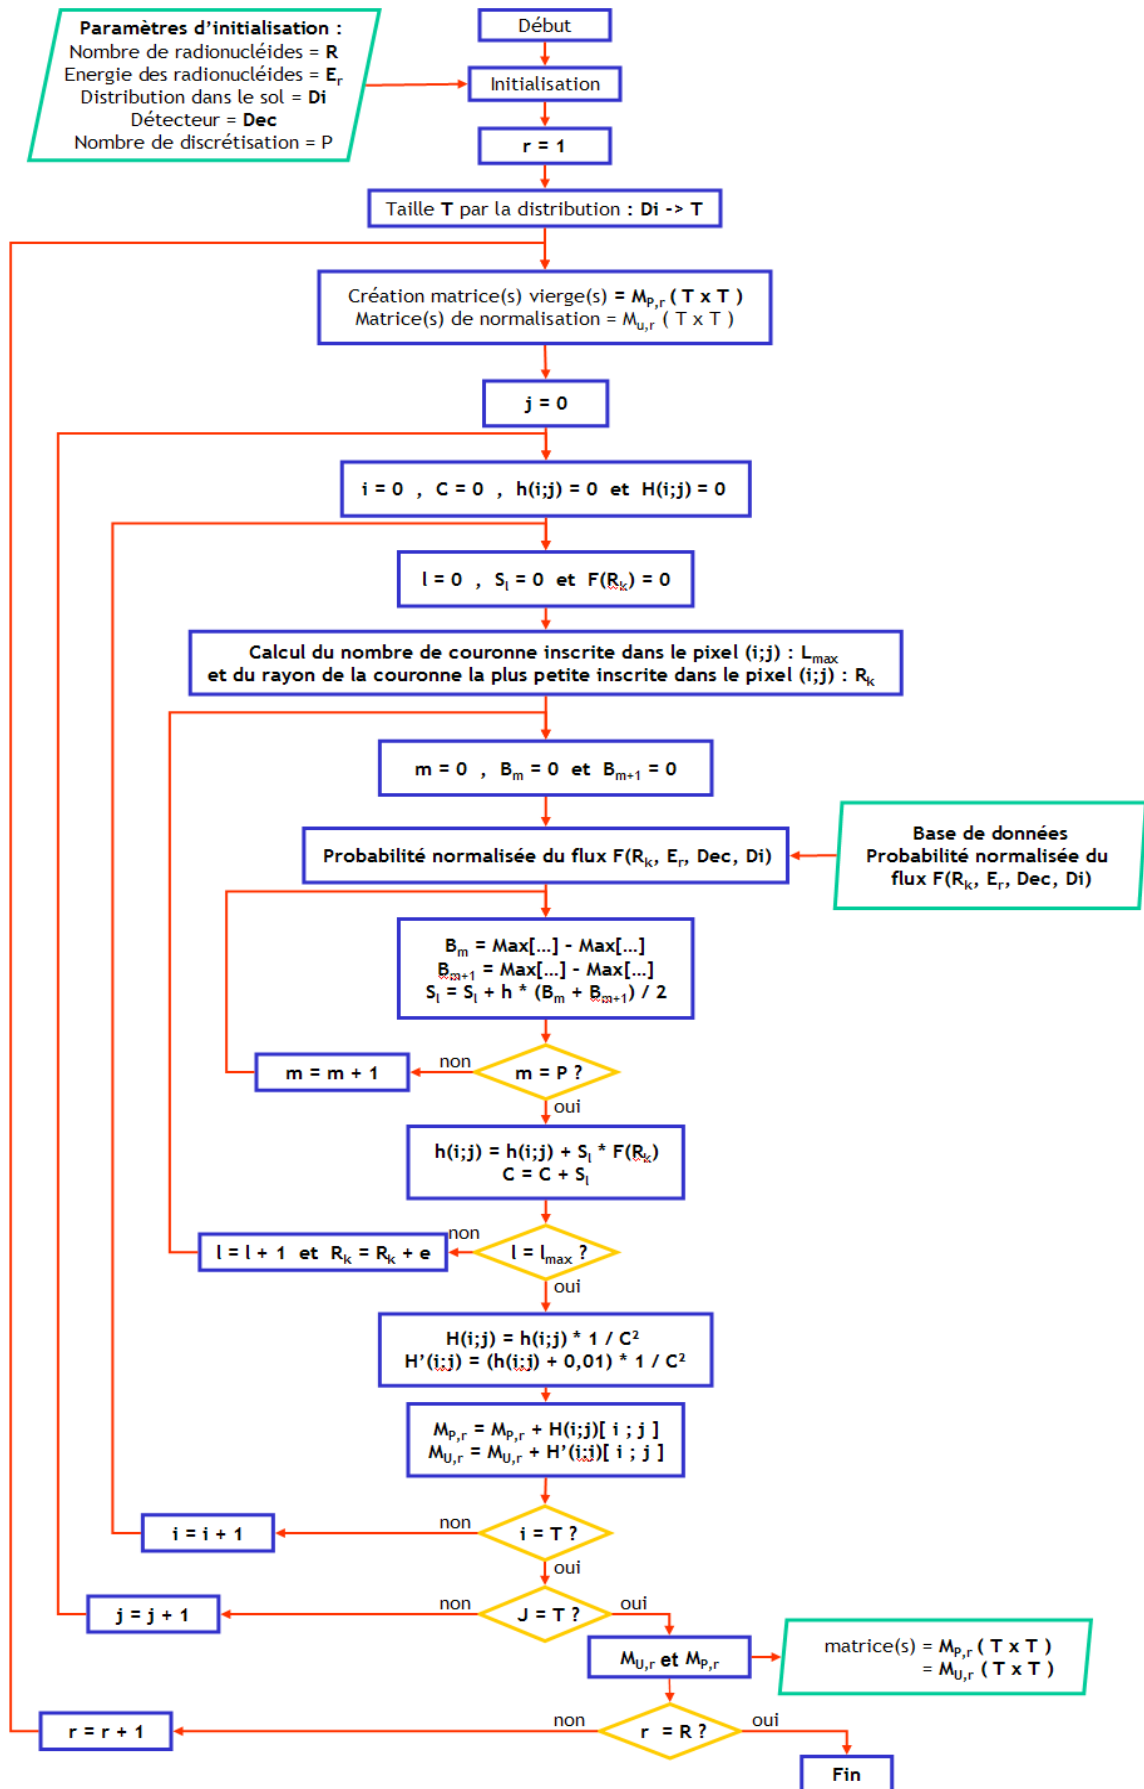 Paramètres d'initialisation :
Nombre de radionucléides = R
Energie des radionucléides = Er
Distribution dans le sol = Di
Détecteur = Dec
Nombre de discrétisation = P
Début
Initialisation
r = 1
Taille T par la distribution : Di -> T
Création matrice(s) vierge(s) = MP,r ( T x T )
Matrice(s) de normalisation = Mu,r ( T x T )
j = 0
i = 0 , C = 0 , h(i;j) = 0 et H(i;j) = 0
l = 0 , Sl = 0 et F(Rk) = 0
Calcul du nombre de couronne inscrite dans le pixel (i;j) : Lmax
et du rayon de la couronne la plus petite inscrite dans le pixel (i;j) : Rk
m = 0 , Bm = 0 et Bm+1 = 0
Probabilité normalisée du flux F(Rk, Er, Dec, Di)
Base de données
Probabilité normalisée du
flux F(Rk, Er, Dec, Di)
Bm = Max[...] - Max[...]
Bm+1 = Max[...] - Max[...]
Sl = Sl + h * (Bm + Bm+1) / 2
m = P ?
non
m = m + 1
oui
h(i;j) = h(i;j) + Sl * F(Rk)
C = C + Sl
l = lmax ?
non
l = l + 1 et Rk = Rk + e
oui
H(i;j) = h(i;j) * 1 / C²
H'(i;j) = (h(i;j) + 0,01) * 1 / C²
MP,r = MP,r + H(i;j)[ i ; j ]
MU,r = MU,r + H'(i;i)[ i ; j ]
i = T ?
non
i = i + 1
oui
J = T ?
non
j = j + 1
oui
MU,r et MP,r
matrice(s) = MP,r ( T x T )
= MU,r ( T x T )
r = R ?
non
r = r + 1
oui
Fin